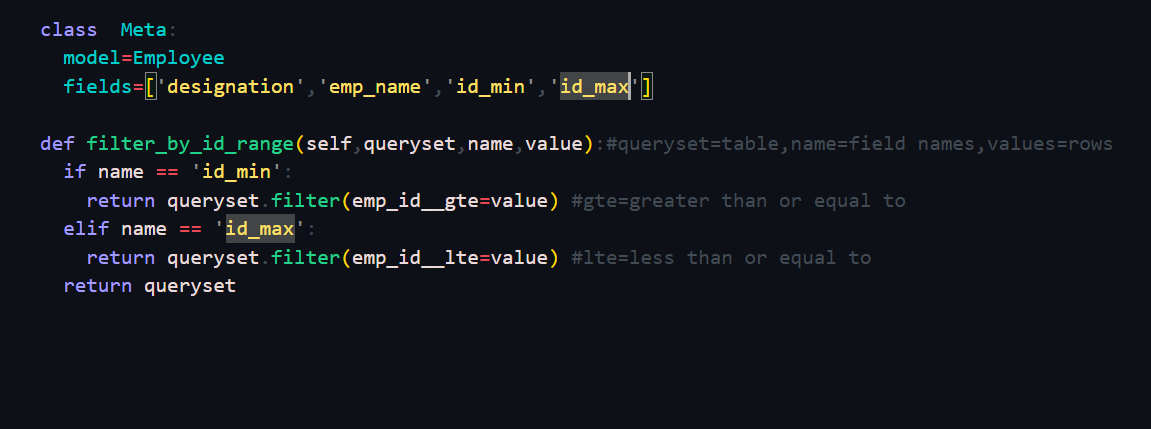 class  Meta:
  model=Employee
  fields=['designation','emp_name','id_min','id_max']
def filter_by_id_range(self,queryset,name,value):#queryset=table,name=field names,values=rows
  if name == 'id_min':
    return queryset.filter(emp_id__gte=value) #gte=greater than or equal to
  elif name == 'id_max':
    return queryset.filter(emp_id__lte=value) #lte=less than or equal to
  return queryset